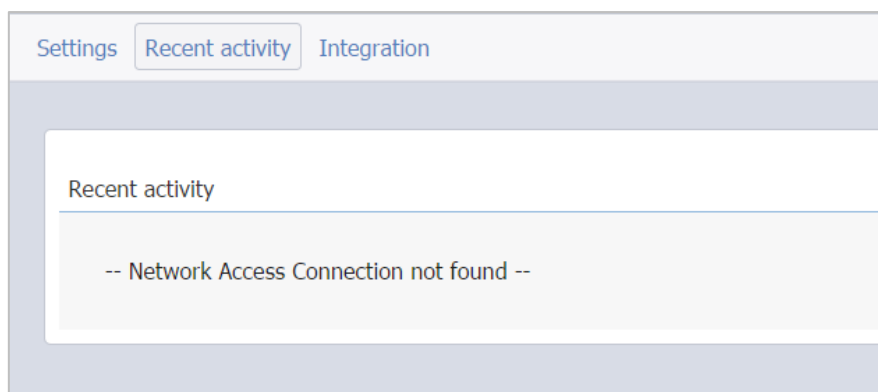 Settings Recent activity Integration
Recent activity
-- Network Access Connection not found --